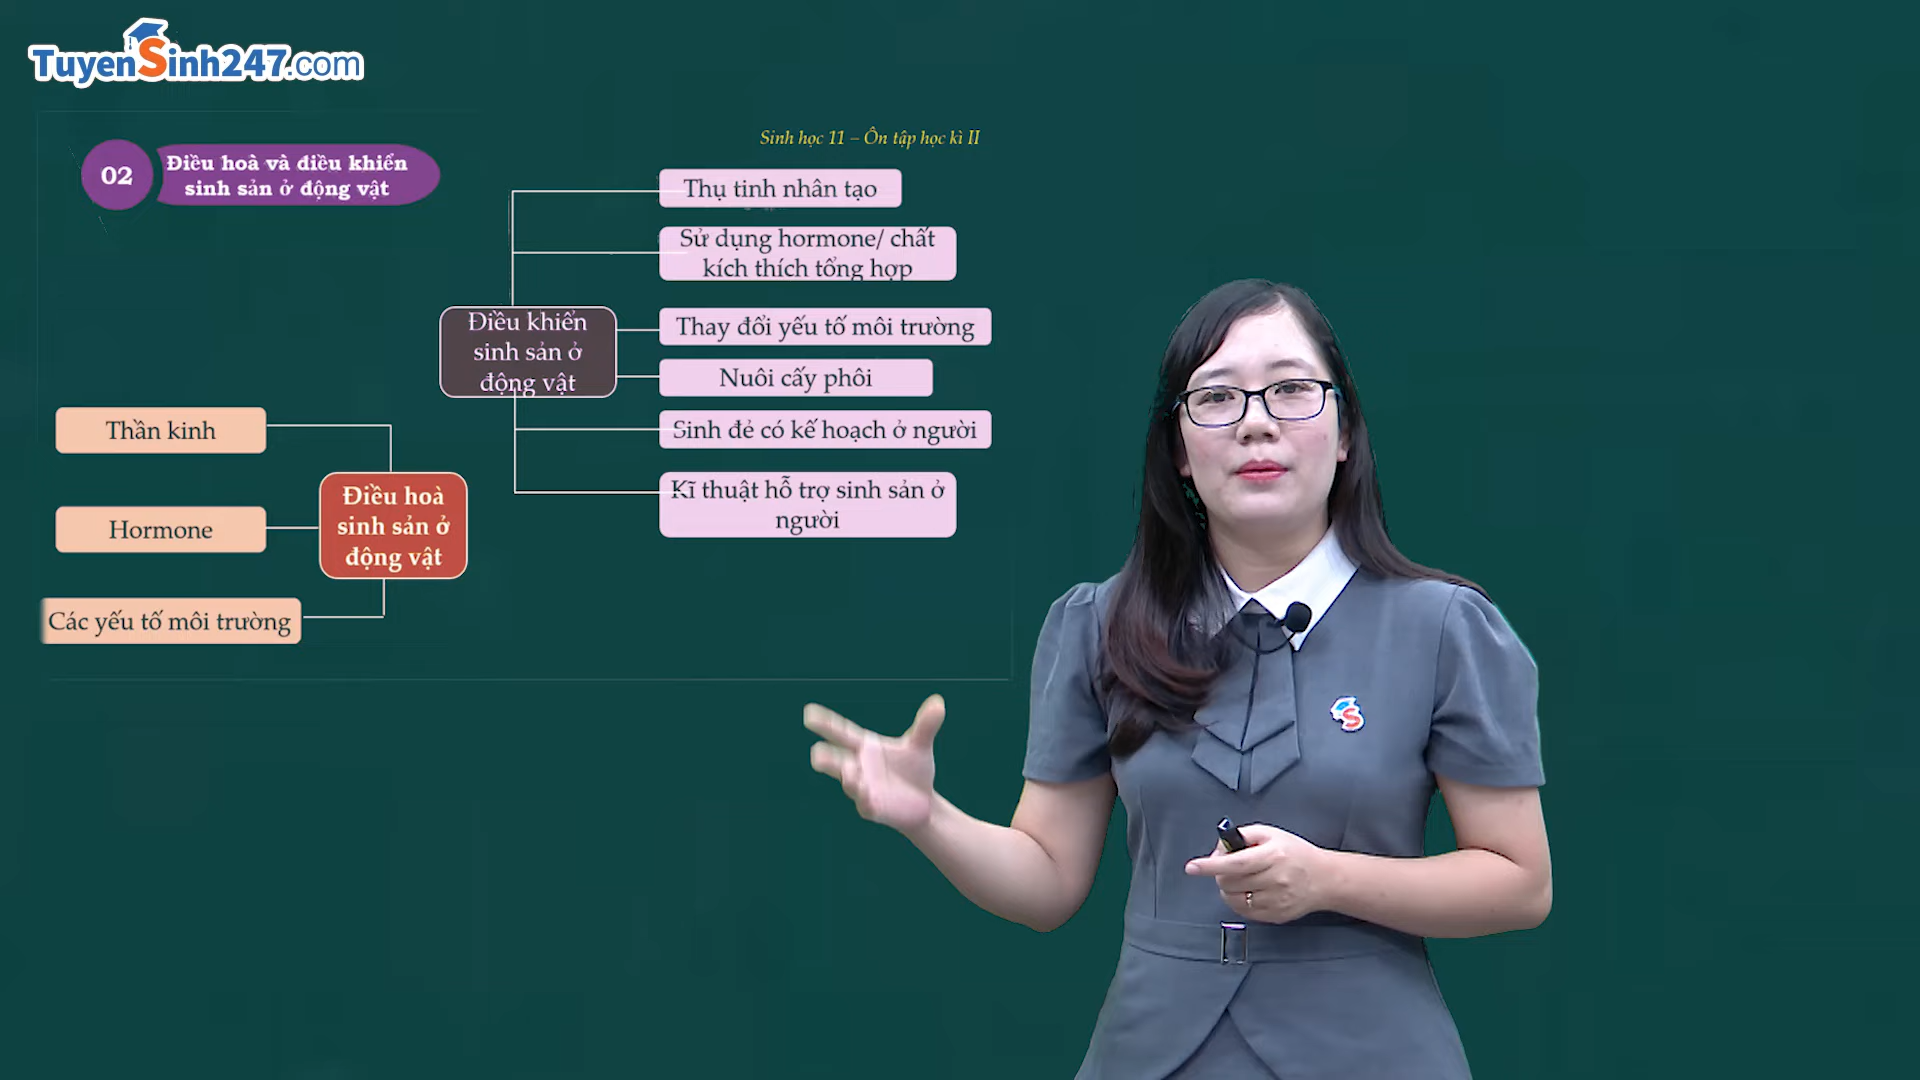 TuyenSinh247.com
Sinh học 11 – Ôn tập học kì II
02
Điều hoà và điều khiển
sinh sản ở động vật
Thụ tinh nhân tạo
Sử dụng hormone/ chất
kích thích tổng hợp
Điều khiển
sinh sản ở
động vật
Thay đổi yếu tố môi trường
Nuôi cấy phôi
Sinh đẻ có kế hoạch ở người
Kĩ thuật hỗ trợ sinh sản ở
người
Thần kinh
Hormone
Các yếu tố môi trường
Điều hoà
sinh sản ở
động vật